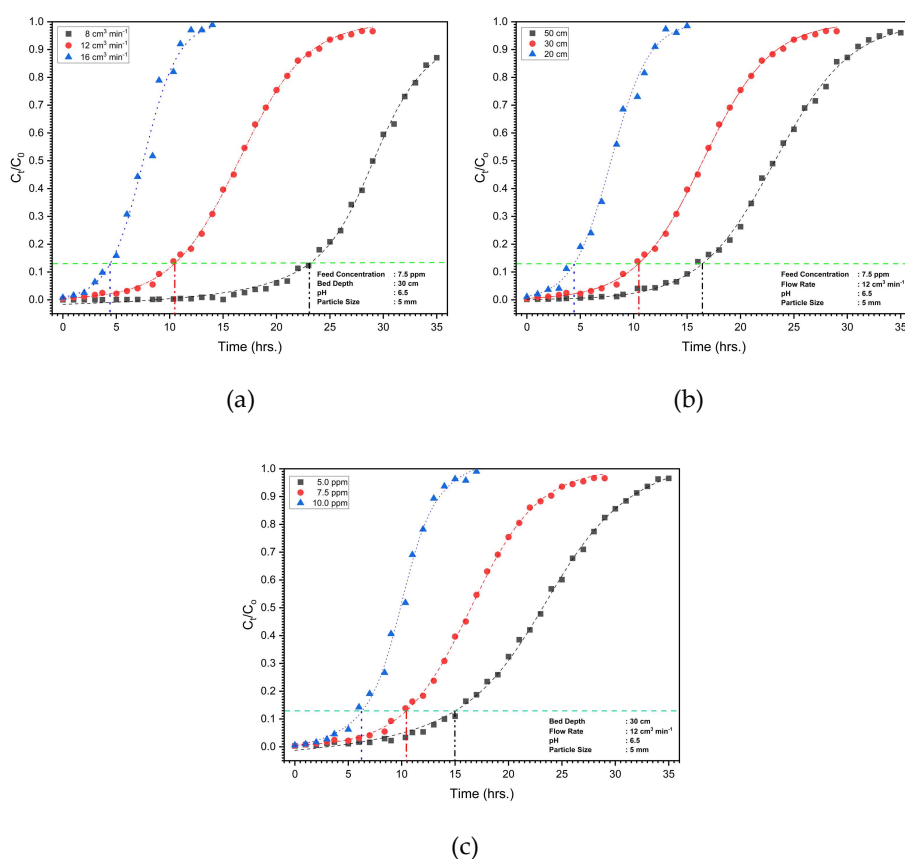 1.0
0.9
0.8
0.7
0.6
0.5
0.4
0.3
0.2
0.1
0.0
Cₜ/C₀
8 cm³ min⁻¹
12 cm³ min⁻¹
16 cm³ min⁻¹
Feed Concentration : 7.5 ppm
Bed Depth : 30 cm
pH : 6.5
Particle Size : 5 mm
0 5 10 15 20 25 30 35
Time (hrs.)
(a)
1.0
0.9
0.8
0.7
0.6
0.5
0.4
0.3
0.2
0.1
0.0
Cₜ/Cₒ
50 cm
30 cm
20 cm
Feed Concentration : 7.5 ppm
Flow Rate : 12 cm³ min⁻¹
pH : 6.5
Particle Size : 5 mm
0 5 10 15 20 25 30 35
Time (hrs.)
(b)
1.0
0.9
0.8
0.7
0.6
0.5
0.4
0.3
0.2
0.1
0.0
Cₜ/Cₒ
5.0 ppm
7.5 ppm
10.0 ppm
Bed Depth : 30 cm
Flow Rate : 12 cm³ min⁻¹
pH : 6.5
Particle Size : 5 mm
0 5 10 15 20 25 30 35
Time (hrs.)
(c)